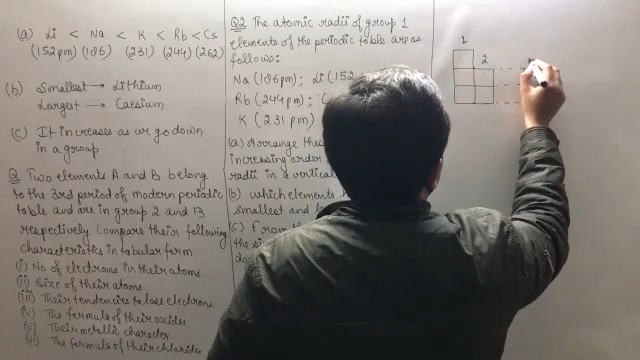 (a) Li < Na < K < Rb < Cs
(152pm) (186) (231) (244) (262)
(b) Smallest → Lithium
Largest → Caesium
(c) It increases as we go down
in a group
Q Two elements A and B belong
to the 3rd period of modern periodic
table and are in group 2 and 13
respectively compare their following
characteristics in tabular form
(i) No of electrons in their atoms
(ii) Size of their atoms
(iii) Their tendencies to lose electrons
The formula of their oxides
(v) Their metallic character
The formula of their chlorides
Q2 The atomic radii of group 1
elements of the periodic table are as
follows:
Na (186pm); Li (152
Rb (244pm);
K (231 pm)
(a) Arrange these
increasing order
radii in a vertical
(b) which elements
smallest and
(c) From
the
1
2